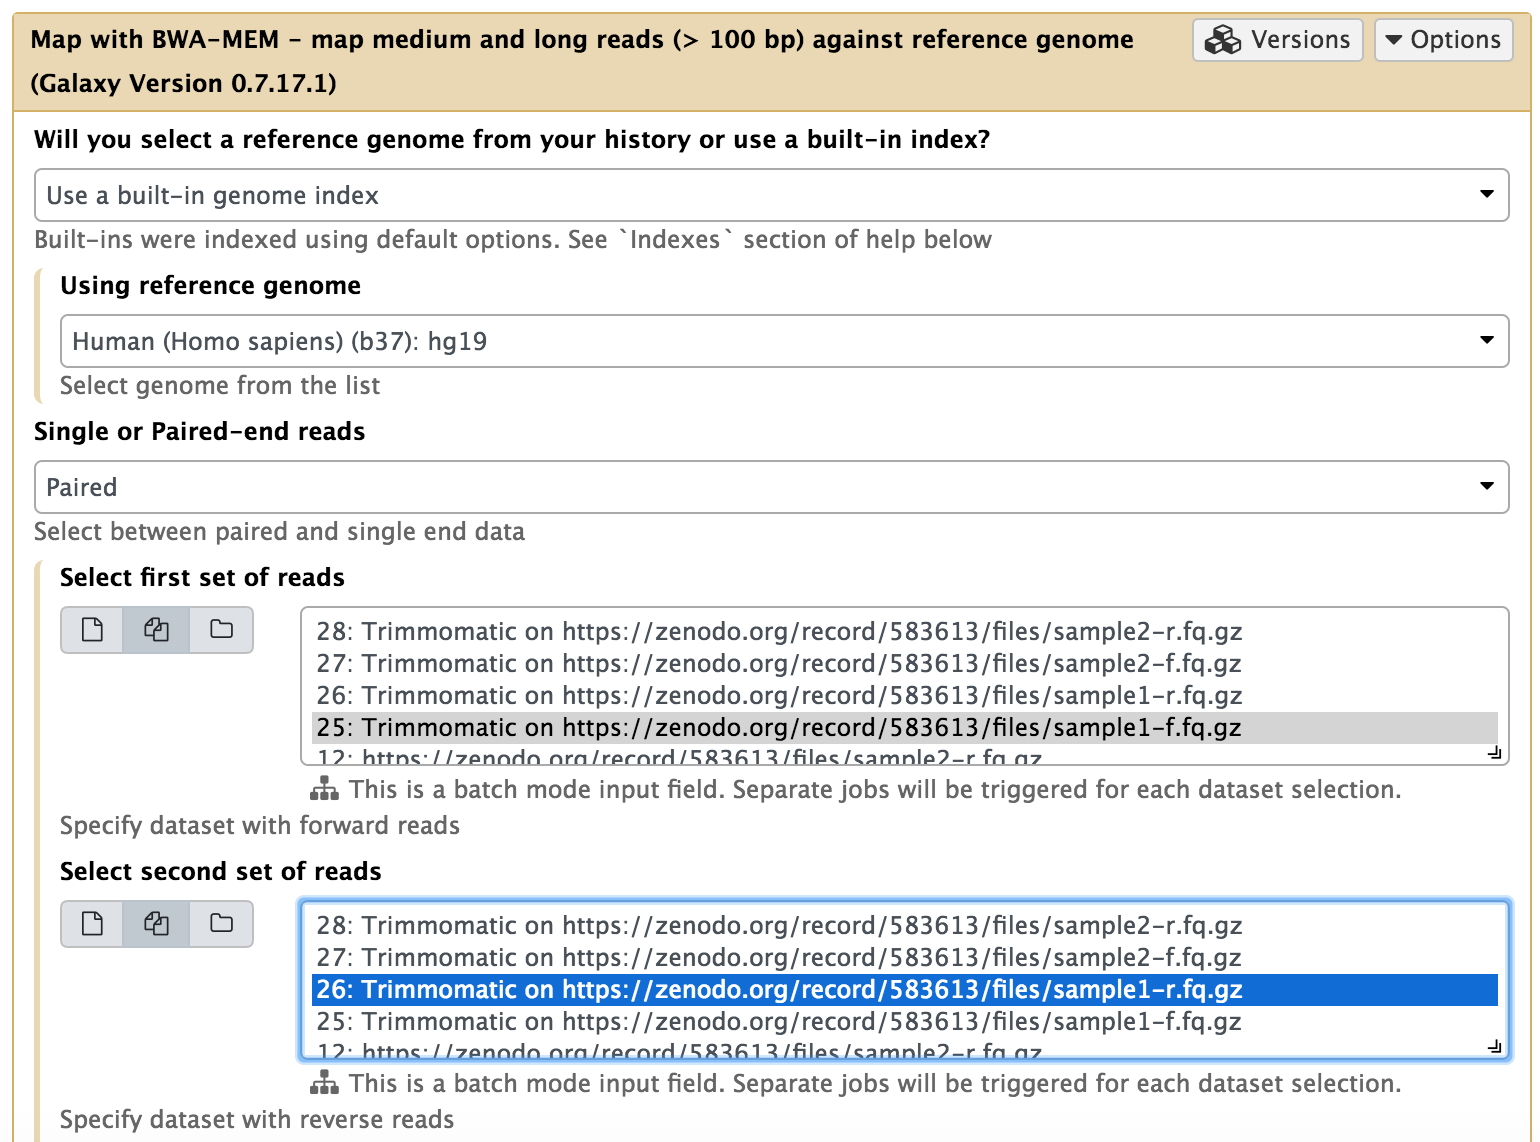 Map with BWA-MEM - map medium and long reads (> 100 bp) against reference genome
(Galaxy Version 0.7.17.1)
Versions
Options
Will you select a reference genome from your history or use a built-in index?
Use a built-in genome index
Built-ins were indexed using default options. See `Indexes` section of help below
Using reference genome
Human (Homo sapiens) (b37): hg19
Select genome from the list
Single or Paired-end reads
Paired
Select between paired and single end data
Select first set of reads
28: Trimmomatic on https://zenodo.org/record/583613/files/sample2-r.fq.gz
27: Trimmomatic on https://zenodo.org/record/583613/files/sample2-f.fq.gz
26: Trimmomatic on https://zenodo.org/record/583613/files/sample1-r.fq.gz
25: Trimmomatic on https://zenodo.org/record/583613/files/sample1-f.fq.gz
12: https://zenodo.org/record/583613/files/sample2-r.fq.gz
This is a batch mode input field. Separate jobs will be triggered for each dataset selection.
Specify dataset with forward reads
Select second set of reads
28: Trimmomatic on https://zenodo.org/record/583613/files/sample2-r.fq.gz
27: Trimmomatic on https://zenodo.org/record/583613/files/sample2-f.fq.gz
26: Trimmomatic on https://zenodo.org/record/583613/files/sample1-r.fq.gz
25: Trimmomatic on https://zenodo.org/record/583613/files/sample1-f.fq.gz
12: https://zenodo.org/record/583613/files/sample2-r.fq.gz
This is a batch mode input field. Separate jobs will be triggered for each dataset selection.
Specify dataset with reverse reads